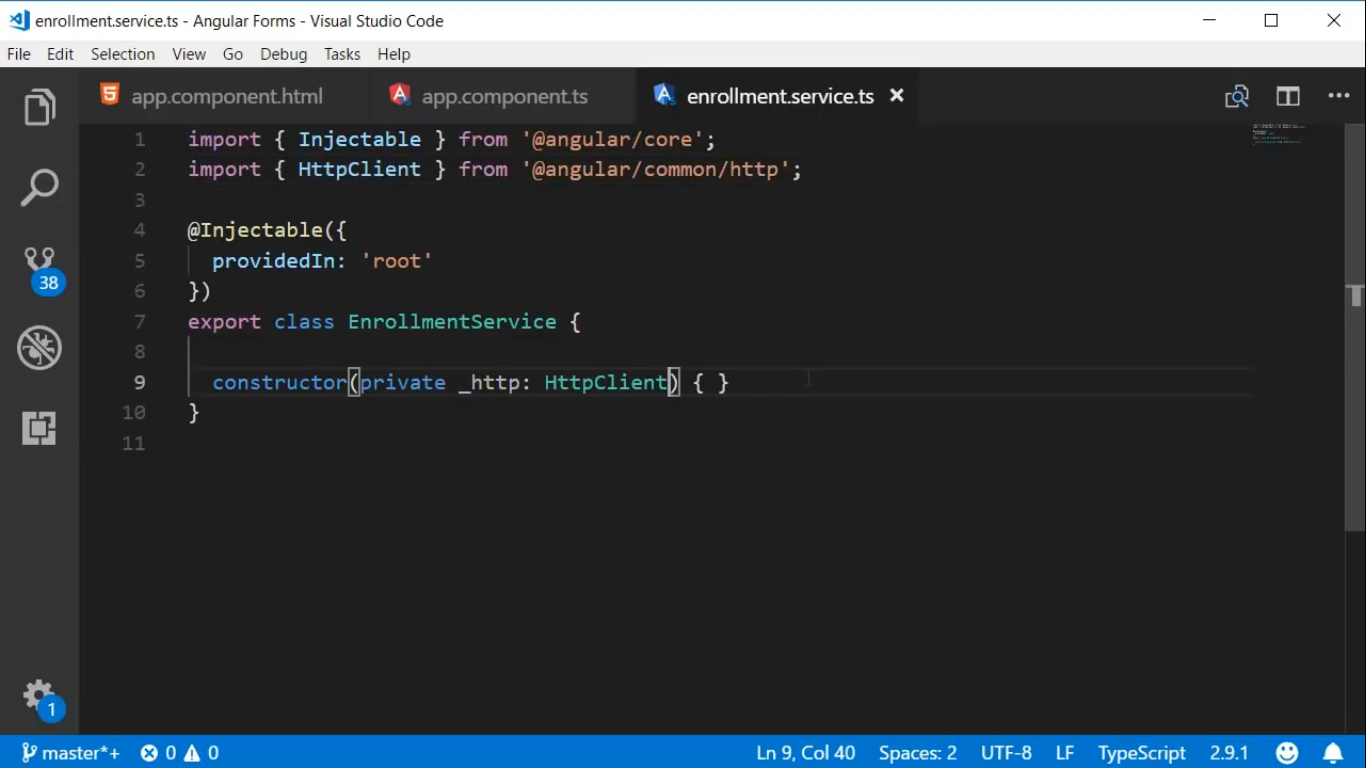 enrollment.service.ts - Angular Forms - Visual Studio Code
File Edit Selection View Go Debug Tasks Help
app.component.html app.component.ts enrollment.service.ts
1 import { Injectable } from '@angular/core';
2 import { HttpClient } from '@angular/common/http';
3
4 @Injectable({
5 providedIn: 'root'
6 })
7 export class EnrollmentService {
8
9 constructor(private _http: HttpClient) { }
10 }
11
38
1
master*+ 0 0 Ln 9, Col 40 Spaces: 2 UTF-8 LF TypeScript 2.9.1